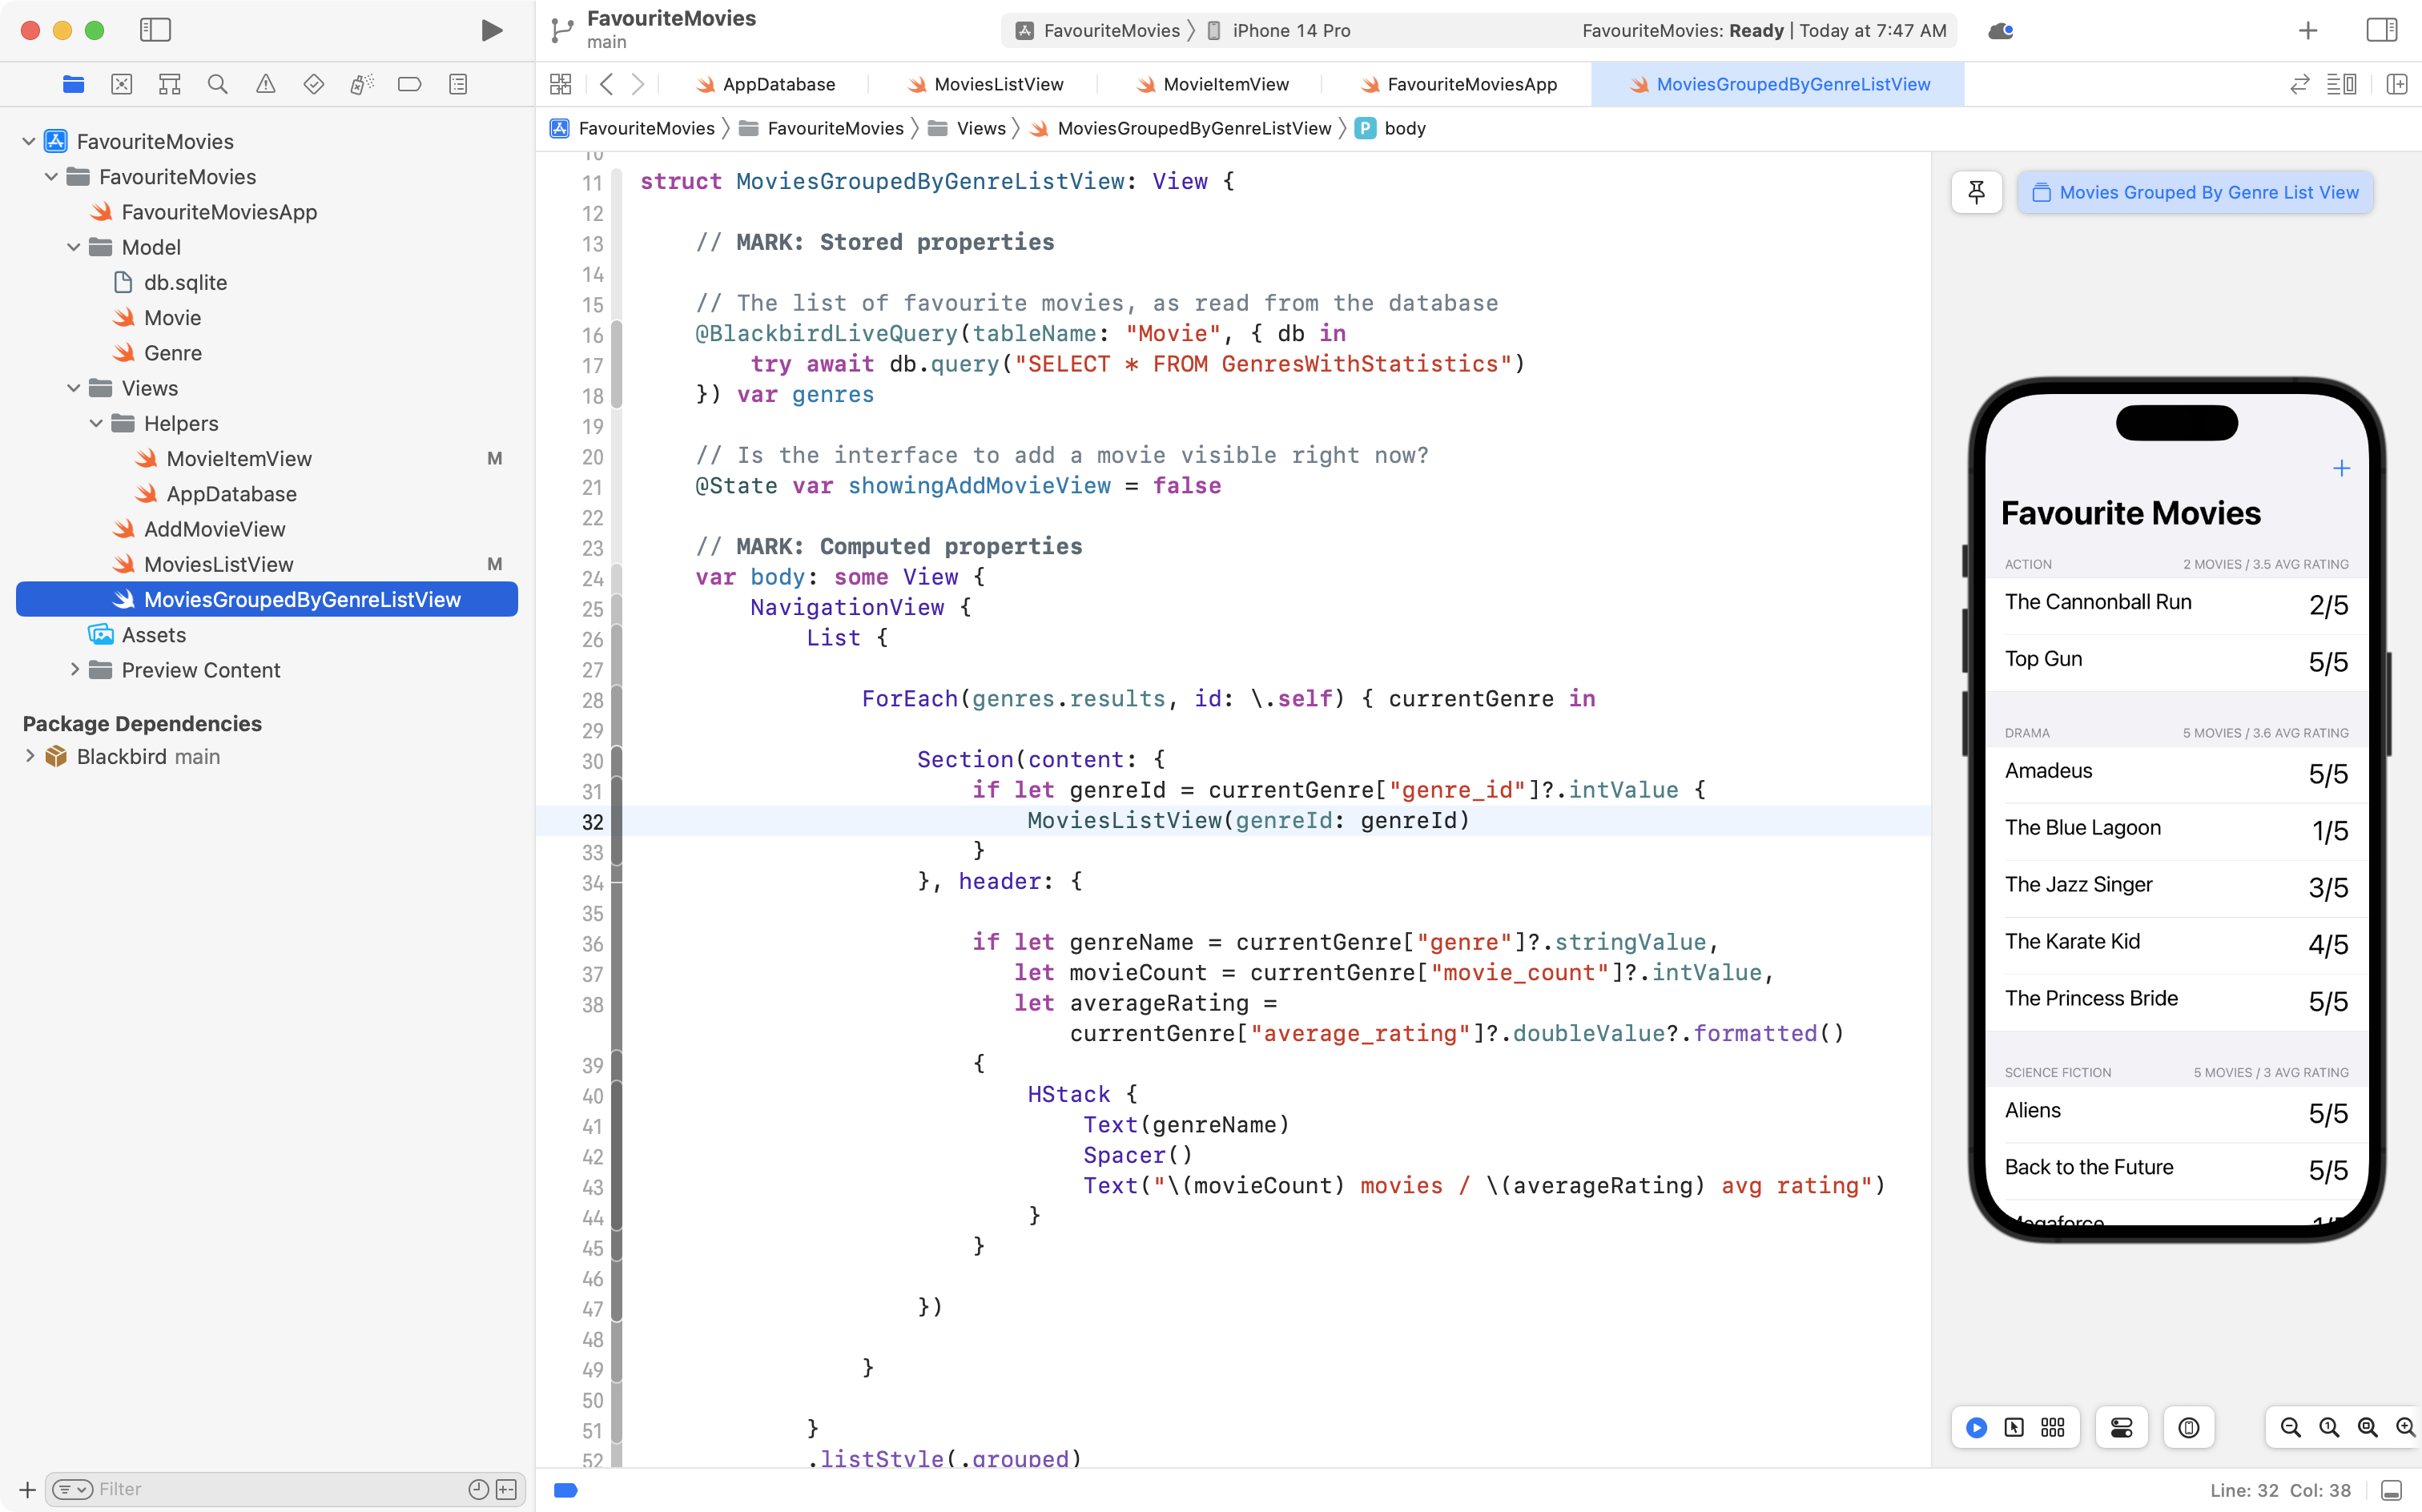 FavouriteMovies
main
FavouriteMovies
iPhone 14 Pro
FavouriteMovies: Ready | Today at 7:47 AM
AppDatabase
MoviesListView
MovieItemView
FavouriteMoviesApp
MoviesGroupedByGenreListView
FavouriteMovies
FavouriteMovies
Views
MoviesGroupedByGenreListView
P body
FavouriteMovies
FavouriteMovies
FavouriteMoviesApp
Model
db.sqlite
Movie
Genre
Views
Helpers
MovieItemView M
AppDatabase
AddMovieView
MoviesListView M
MoviesGroupedByGenreListView
Assets
Preview Content
Package Dependencies
Blackbird main
Filter
10
11 struct MoviesGroupedByGenreListView: View {
12
13 // MARK: Stored properties
14
15 // The list of favourite movies, as read from the database
16 @BlackbirdLiveQuery(tableName: "Movie", { db in
17 try await db.query("SELECT * FROM GenresWithStatistics")
18 }) var genres
19
20 // Is the interface to add a movie visible right now?
21 @State var showingAddMovieView = false
22
23 // MARK: Computed properties
24 var body: some View {
25 NavigationView {
26 List {
27
28 ForEach(genres.results, id: \.self) { currentGenre in
29
30 Section(content: {
31 if let genreId = currentGenre["genre_id"]?.intValue {
32 MoviesListView(genreId: genreId)
33 }
34 }, header: {
35
36 if let genreName = currentGenre["genre"]?.stringValue,
37 let movieCount = currentGenre["movie_count"]?.intValue,
38 let averageRating =
currentGenre["average_rating"]?.doubleValue?.formatted()
39 {
40 HStack {
41 Text(genreName)
42 Spacer()
43 Text("\(movieCount) movies / \(averageRating) avg rating")
44 }
45 }
46
47 })
48
49 }
50
51 }
52 .listStyle(.grouped)
Movies Grouped By Genre List View
+
Favourite Movies
ACTION 2 MOVIES / 3.5 AVG RATING
The Cannonball Run 2/5
Top Gun 5/5
DRAMA 5 MOVIES / 3.6 AVG RATING
Amadeus 5/5
The Blue Lagoon 1/5
The Jazz Singer 3/5
The Karate Kid 4/5
The Princess Bride 5/5
SCIENCE FICTION 5 MOVIES / 3 AVG RATING
Aliens 5/5
Back to the Future 5/5
Megaforce 1/5
Line: 32 Col: 38